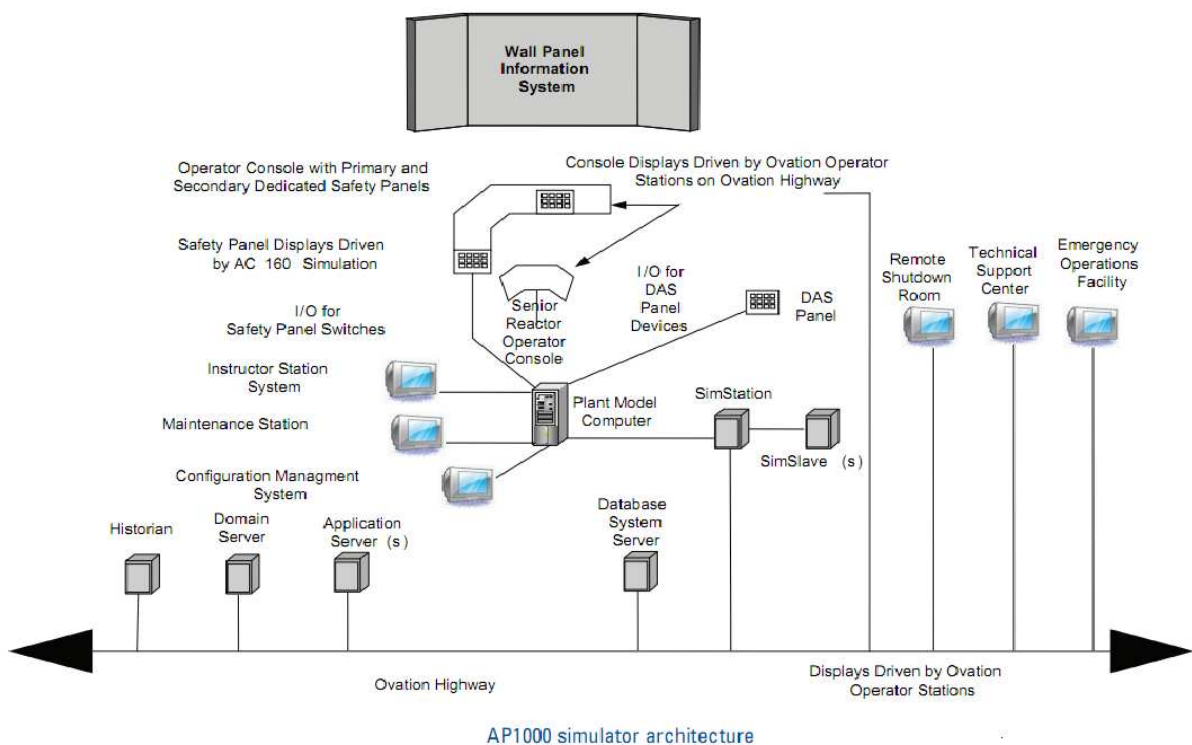 Wall Panel
Information
System
Operator Console with Primary and
Secondary Dedicated Safety Panels
Console Displays Driven by Ovation Operator
Stations on Ovation Highway
Safety Panel Displays Driven
by AC 160 Simulation
I/O for
Safety Panel Switches
Senior
Reactor
Operator
Console
I/O for
DAS
Panel
Devices
DAS
Panel
Remote
Shutdown
Room
Technical
Support
Center
Emergency
Operations
Facility
Instructor Station
System
Maintenance Station
Configuration Managment
System
Plant Model
Computer
SimStation
SimSlave (s)
Historian
Domain
Server
Application
Server (s)
Database
System
Server
Ovation Highway
Displays Driven by Ovation
Operator Stations
AP1000 simulator architecture